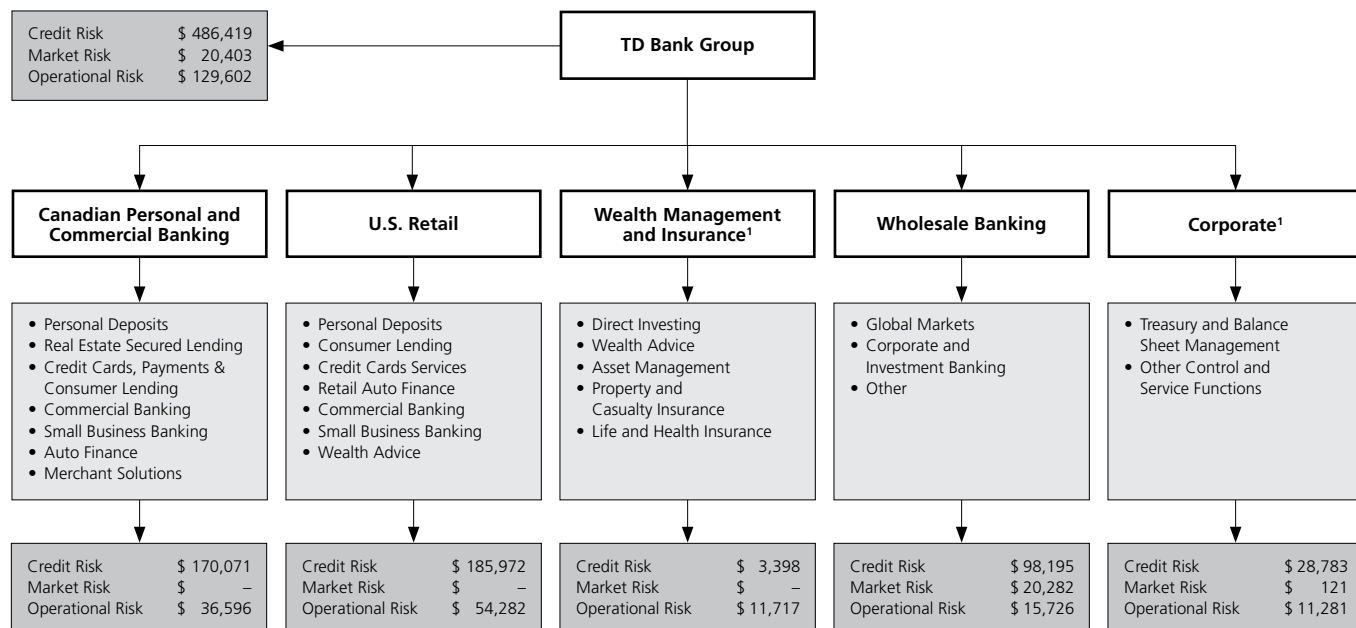 Credit Risk $ 486,419
Market Risk $ 20,403
Operational Risk $ 129,602
TD Bank Group
Canadian Personal and
Commercial Banking
U.S. Retail
Wealth Management
and Insurance¹
Wholesale Banking
Corporate¹
• Personal Deposits
• Real Estate Secured Lending
• Credit Cards, Payments &
Consumer Lending
• Commercial Banking
• Small Business Banking
• Auto Finance
• Merchant Solutions
• Personal Deposits
• Consumer Lending
• Credit Cards Services
• Retail Auto Finance
• Commercial Banking
• Small Business Banking
• Wealth Advice
• Direct Investing
• Wealth Advice
• Asset Management
• Property and
Casualty Insurance
• Life and Health Insurance
• Global Markets
• Corporate and
Investment Banking
• Other
• Treasury and Balance
Sheet Management
• Other Control and
Service Functions
Credit Risk $ 170,071
Market Risk $ –
Operational Risk $ 36,596
Credit Risk $ 185,972
Market Risk $ –
Operational Risk $ 54,282
Credit Risk $ 3,398
Market Risk $ –
Operational Risk $ 11,717
Credit Risk $ 98,195
Market Risk $ 20,282
Operational Risk $ 15,726
Credit Risk $ 28,783
Market Risk $ 121
Operational Risk $ 11,281